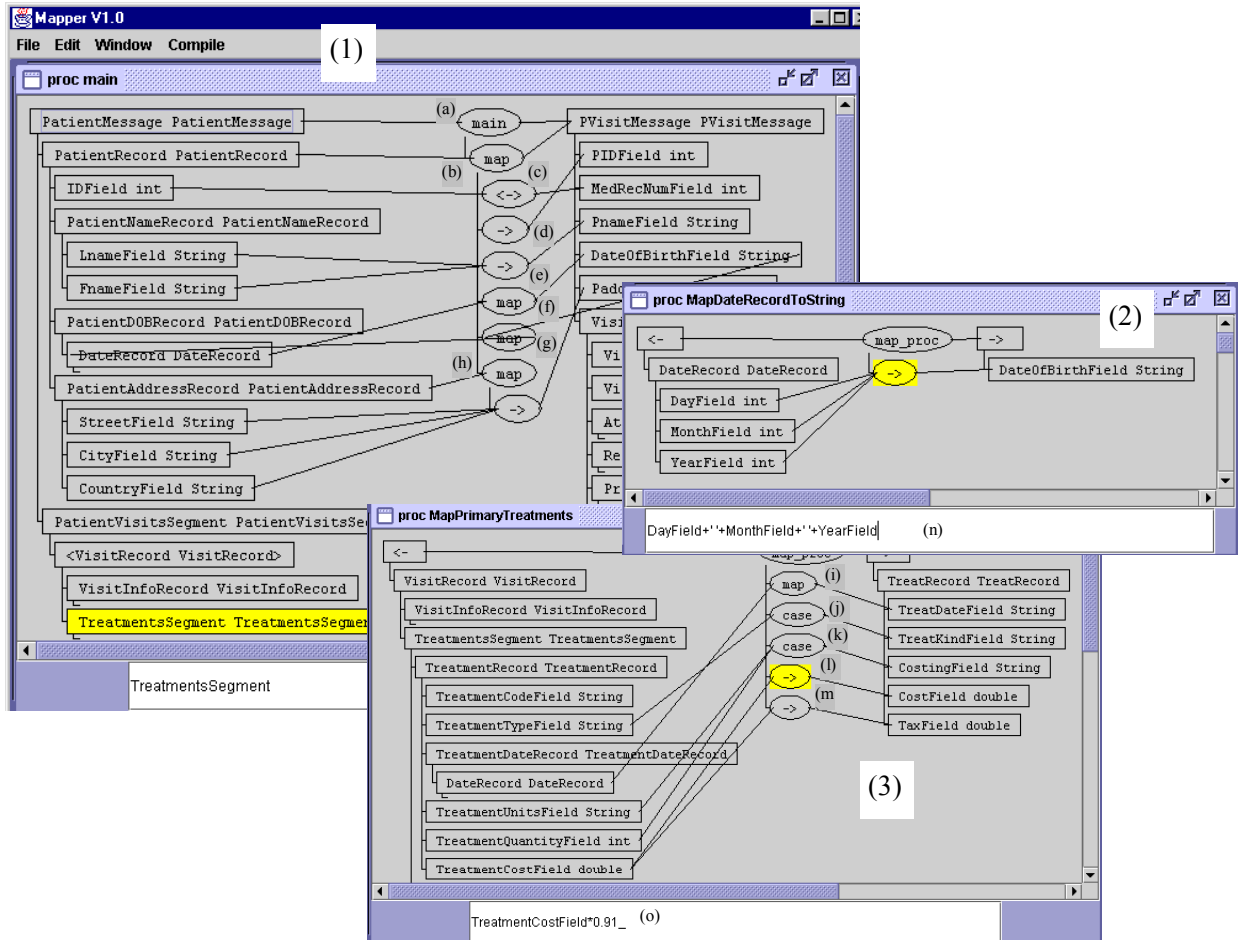 Mapper V1.0
File Edit Window Compile
(1)
proc main
(a)
PatientMessage PatientMessage
main
PVisitMessage PVisitMessage
PatientRecord PatientRecord
map
PIDField int
(b)
(c)
IDField int
<->
MedRecNumField int
PatientNameRecord PatientNameRecord
->
(d)
PnameField String
LnameField String
->
DateOfBirthField String
(e)
FnameField String
map
(f)
PatientDOBRecord PatientDOBRecord
DateRecord DateRecord
map
(g)
(h)
map
PatientAddressRecord PatientAddressRecord
StreetField String
->
CityField String
CountryField String
PatientVisitsSegment
<VisitRecord VisitRecord>
VisitInfoRecord VisitInfoRecord
TreatmentsSegment
TreatmentsSegment
proc MapDateRecordToString
(2)
<-
map_proc
->
DateRecord DateRecord
->
DateOfBirthField String
DayField int
MonthField int
YearField int
DayField+' '+MonthField+' '+YearField
(n)
proc MapPrimaryTreatments
<-
map_proc
VisitRecord VisitRecord
map
(i)
TreatRecord TreatRecord
VisitInfoRecord VisitInfoRecord
case
(j)
TreatDateField String
TreatmentsSegment TreatmentsSegment
case
(k)
TreatKindField String
TreatmentRecord TreatmentRecord
->
(l)
CostingField String
TreatmentCodeField String
->
(m
CostField double
TreatmentTypeField String
TaxField double
TreatmentDateRecord TreatmentDateRecord
DateRecord DateRecord
(3)
TreatmentUnitsField String
TreatmentQuantityField int
TreatmentCostField double
TreatmentCostField*0.91_
(o)